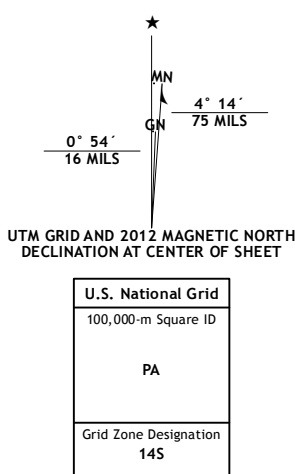 ★
MN
GN
4° 14´
75 MILS
0° 54´
16 MILS
UTM GRID AND 2012 MAGNETIC NORTH
DECLINATION AT CENTER OF SHEET
U.S. National Grid
100,000-m Square ID
PA
Grid Zone Designation
14S